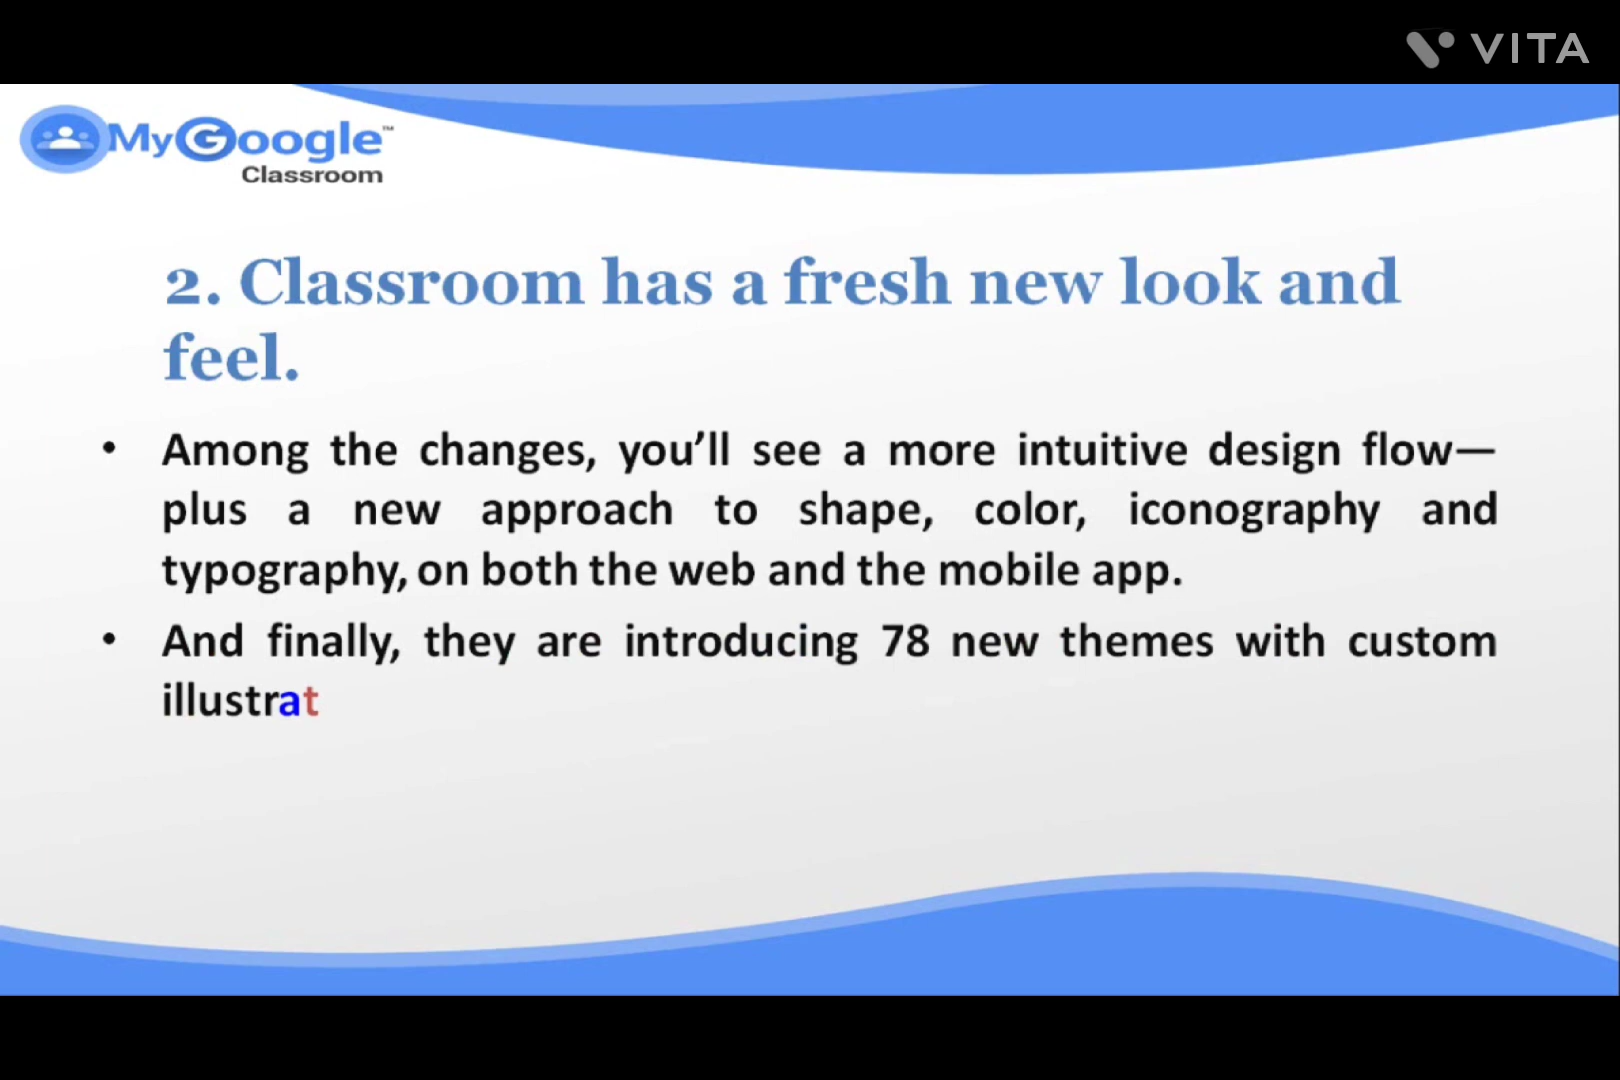 VITA
MyGoogle™
Classroom
2. Classroom has a fresh new look and
feel.
• Among the changes, you’ll see a more intuitive design flow—
plus a new approach to shape, color, iconography and
typography, on both the web and the mobile app.
• And finally, they are introducing 78 new themes with custom
illustrat